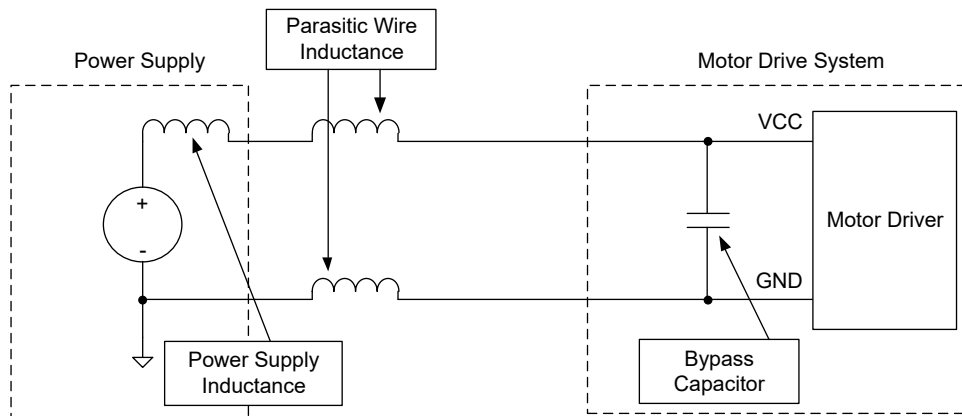 Parasitic Wire
Inductance
Power Supply
Motor Drive System
VCC
+
-
Motor Driver
GND
Power Supply
Inductance
Bypass
Capacitor